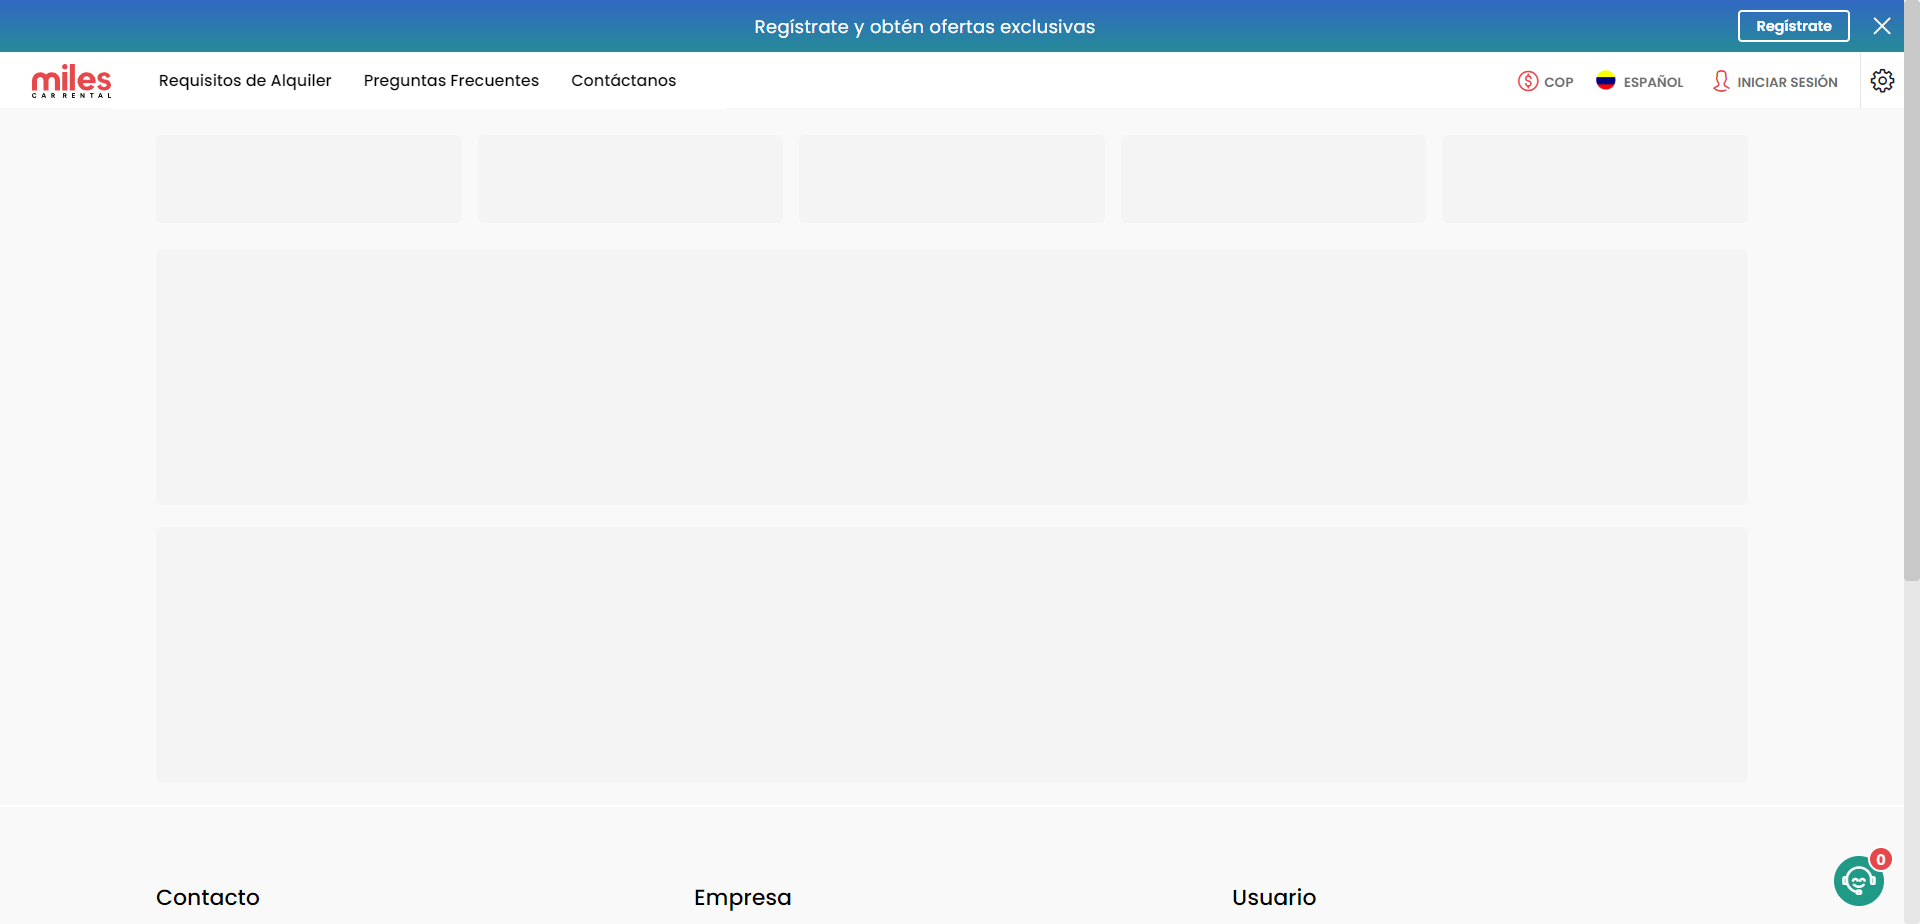 Regístrate y obtén ofertas exclusivas
Regístrate
miles
CAR RENTAL
Requisitos de Alquiler
Preguntas Frecuentes
Contáctanos
COP
ESPAÑOL
INICIAR SESIÓN
Contacto
Empresa
Usuario
0